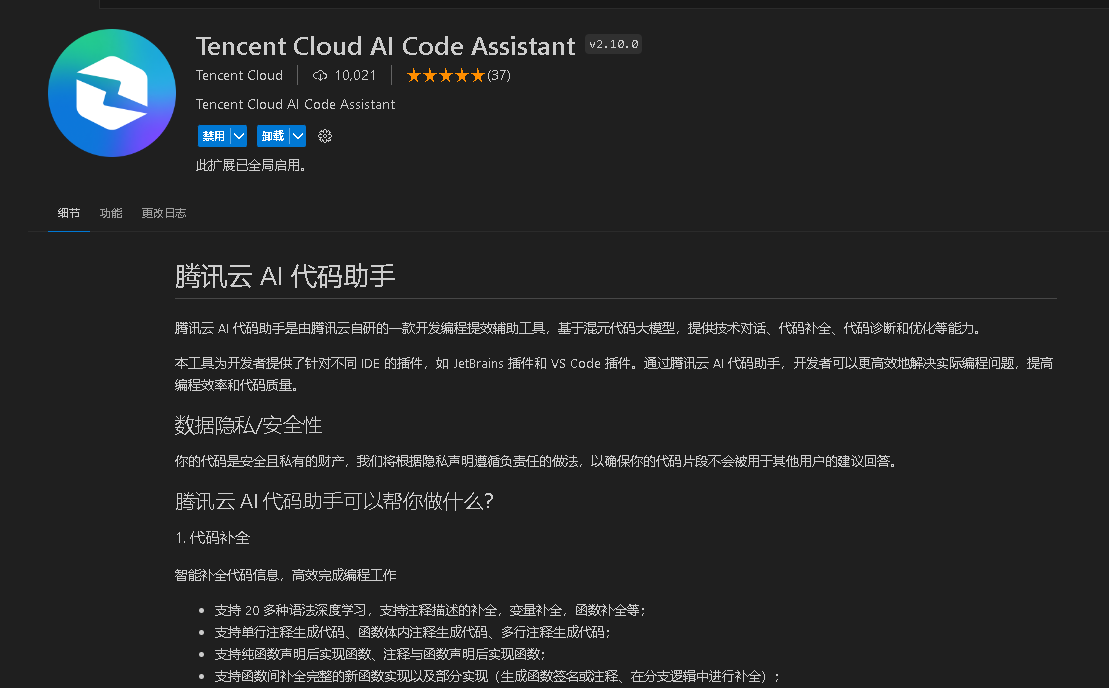 Tencent Cloud AI Code Assistant v2.10.0
Tencent Cloud 10,021 (37)
Tencent Cloud AI Code Assistant
禁用 卸载
此扩展已全局启用。
细节 功能 更改日志
腾讯云 AI 代码助手
腾讯云 AI 代码助手是由腾讯云自研的一款开发编程提效辅助工具，基于混元代码大模型，提供技术对话、代码补全、代码诊断和优化等能力。
本工具为开发者提供了针对不同 IDE 的插件，如 JetBrains 插件和 VS Code 插件。通过腾讯云 AI 代码助手，开发者可以更高效地解决实际编程问题，提高
编程效率和代码质量。
数据隐私/安全性
你的代码是安全且私有的财产，我们将根据隐私声明遵循负责任的做法，以确保你的代码片段不会被用于其他用户的建议回答。
腾讯云 AI 代码助手可以帮你做什么？
1. 代码补全
智能补全代码信息，高效完成编程工作
• 支持 20 多种语法深度学习，支持注释描述的补全，变量补全，函数补全等；
• 支持单行注释生成代码、函数体内注释生成代码、多行注释生成代码；
• 支持纯函数声明后实现函数、注释与函数声明后实现函数；
• 支持函数间补全完整的新函数实现以及部分实现（生成函数签名或注释、在分支逻辑中进行补全）；